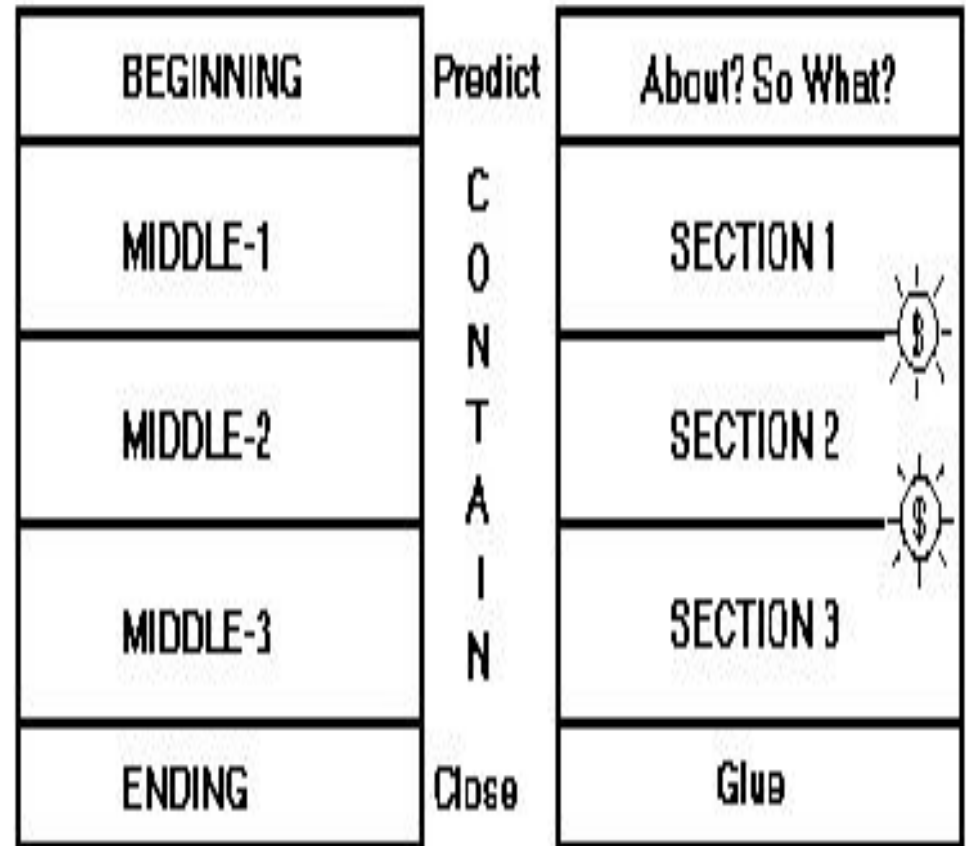 BEGINNING Predict About? So What?
MIDDLE-1 SECTION 1
CONTAIN
$
MIDDLE-2 SECTION 2
$
MIDDLE-3 SECTION 3
ENDING Close Glue